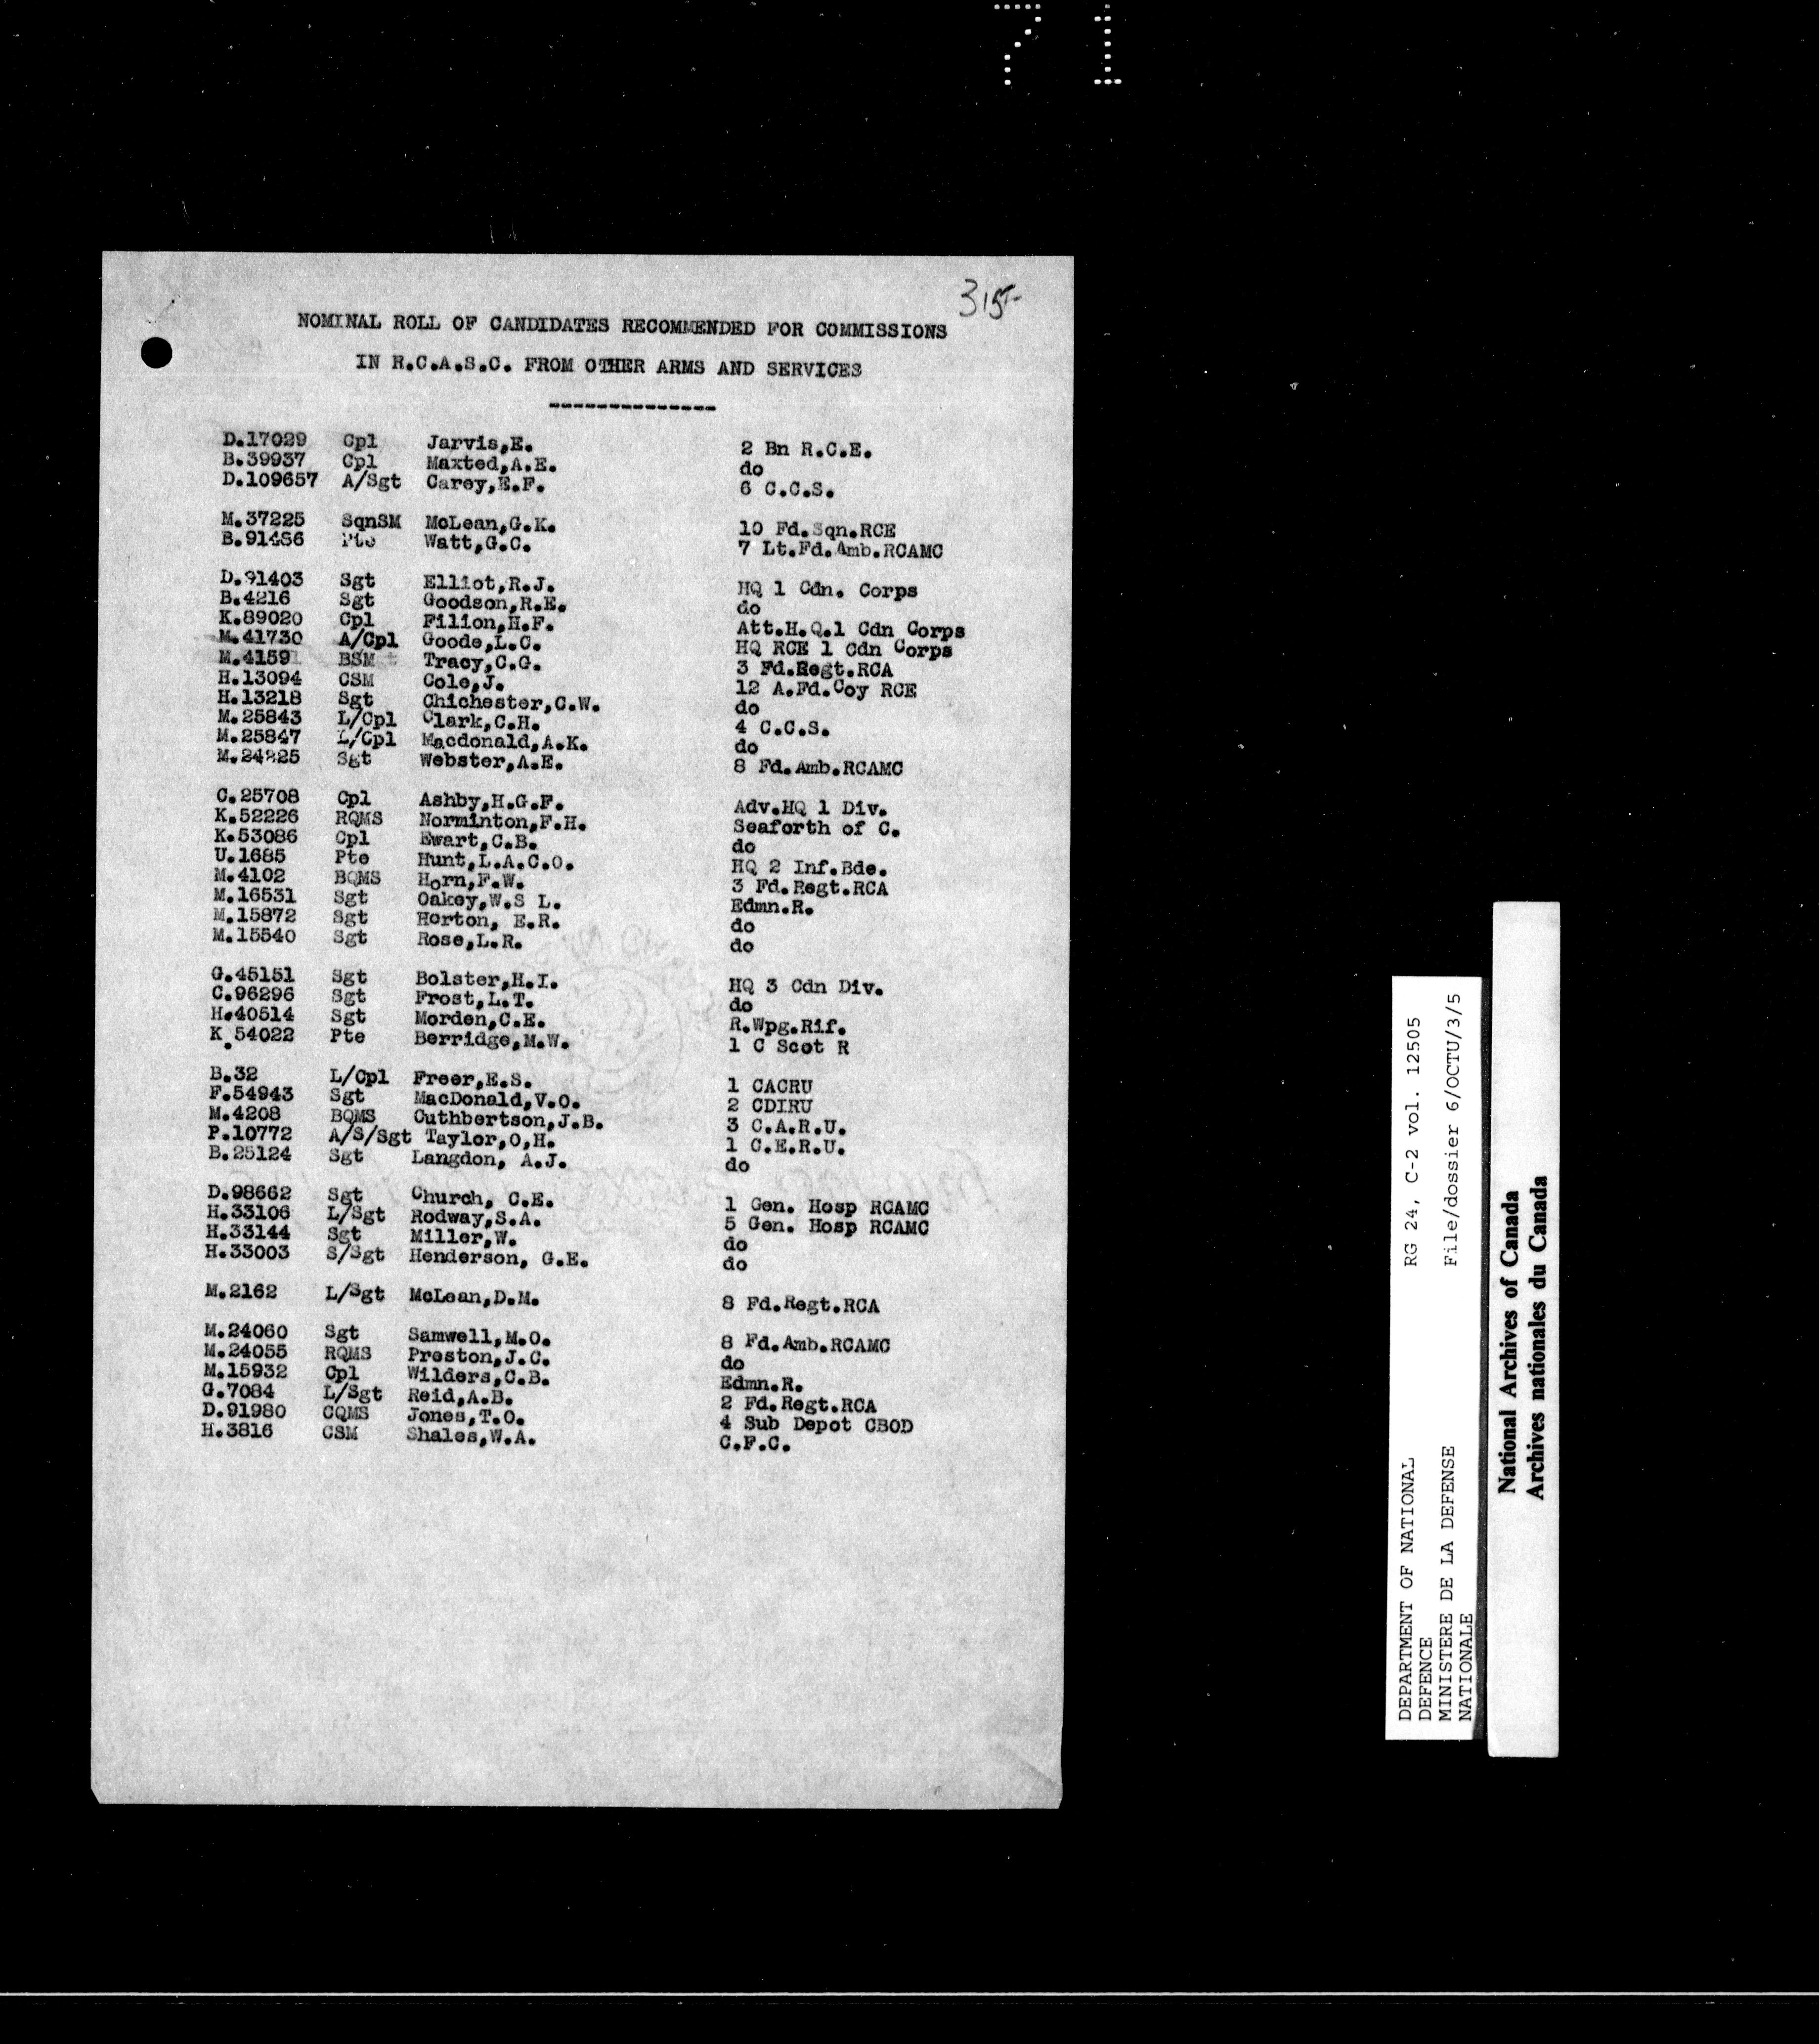 71
315
NOMINAL ROLL OF CANDIDATES RECOMMENDED FOR COMMISSIONS
IN R.C.A.S.C. FROM OTHER ARMS AND SERVICES
--------------
D.17029 Cpl Jarvis,E. 2 Bn R.C.E.
B.39937 Cpl Maxted,A.E. do
D.109657 A/Sgt Carey,E.F. 6 C.C.S.
M.37225 SqnSM McLean,G.K. 10 Fd.Sqn.RCE
B.91456 Pte Watt,G.C. 7 Lt.Fd.Amb.RCAMC
D.91403 Sgt Elliot,R.J. HQ 1 Cdn. Corps
B.4216 Sgt Goodson,R.E. do
K.89020 Cpl Filion,H.F. Att.H.Q.1 Cdn Corps
M.41730 A/Cpl Goode,L.C. HQ RCE 1 Cdn Corps
M.4159 BSM Tracy,C.G. 3 Fd.Regt.RCA
H.13094 CSM Cole,J. 12 A.Fd.Coy RCE
H.13218 Sgt Chichester,C.W. do
M.25843 L/Cpl Clark,C.H. 4 C.C.S.
M.25847 L/Cpl Macdonald,A.K. do
M.24225 Sgt Webster,A.E. 8 Fd.Amb.RCAMC
C.25708 Cpl Ashby,H.G.F. Adv.HQ 1 Div.
K.52226 RQMS Norminton,F.H. Seaforth of C.
K.53086 Cpl Ewart,C.B. do
U.1685 Pte Hunt,L.A.C.O. HQ 2 Inf.Bde.
M.4102 BQMS Horn,F.W. 3 Fd.Regt.RCA
M.16531 Sgt Oakey,W.S L. Edmn.R.
M.15872 Sgt Horton, E.R. do
M.15540 Sgt Rose,L.R. do
G.45151 Sgt Bolster,H.I. HQ 3 Cdn Div.
C.96296 Sgt Frost,L.T. do
H.40514 Sgt Morden,C.E. R.Wpg.Rif.
K.54022 Pte Berridge,M.W. 1 C Scot R
B.32 L/Cpl Freer,E.S. 1 CACRU
F.54943 Sgt MacDonald,V.O. 2 CDIRU
M.4208 BQMS Cuthbertson,J.B. 3 C.A.R.U.
P.10772 A/S/Sgt Taylor,O,H. 1 C.E.R.U.
B.25124 Sgt Langdon, A.J. do
D.98662 Sgt Church, C.E. 1 Gen. Hosp RCAMC
H.33106 L/Sgt Rodway,S.A. 5 Gen. Hosp RCAMC
H.33144 Sgt Miller,W. do
H.33003 S/Sgt Henderson, G.E. do
M.2162 L/Sgt McLean,D.M. 8 Fd.Regt.RCA
M.24060 Sgt Samwell,M.O. 8 Fd.Amb.RCAMC
M.24055 RQMS Preston,J.C. do
M.15932 Cpl Wilders,C.B. Edmn.R.
G.7084 L/Sgt Reid,A.B. 2 Fd.Regt.RCA
D.91980 CQMS Jones,T.O. 4 Sub Depot CBOD
H.3816 CSM Shales,W.A. C.F.C.
DEPARTMENT OF NATIONAL DEFENCE RG 24, C-2 vol. 12505
MINISTERE DE LA DEFENSE NATIONALE File/dossier 6/OCTU/3/5
National Archives of Canada
Archives nationales du Canada